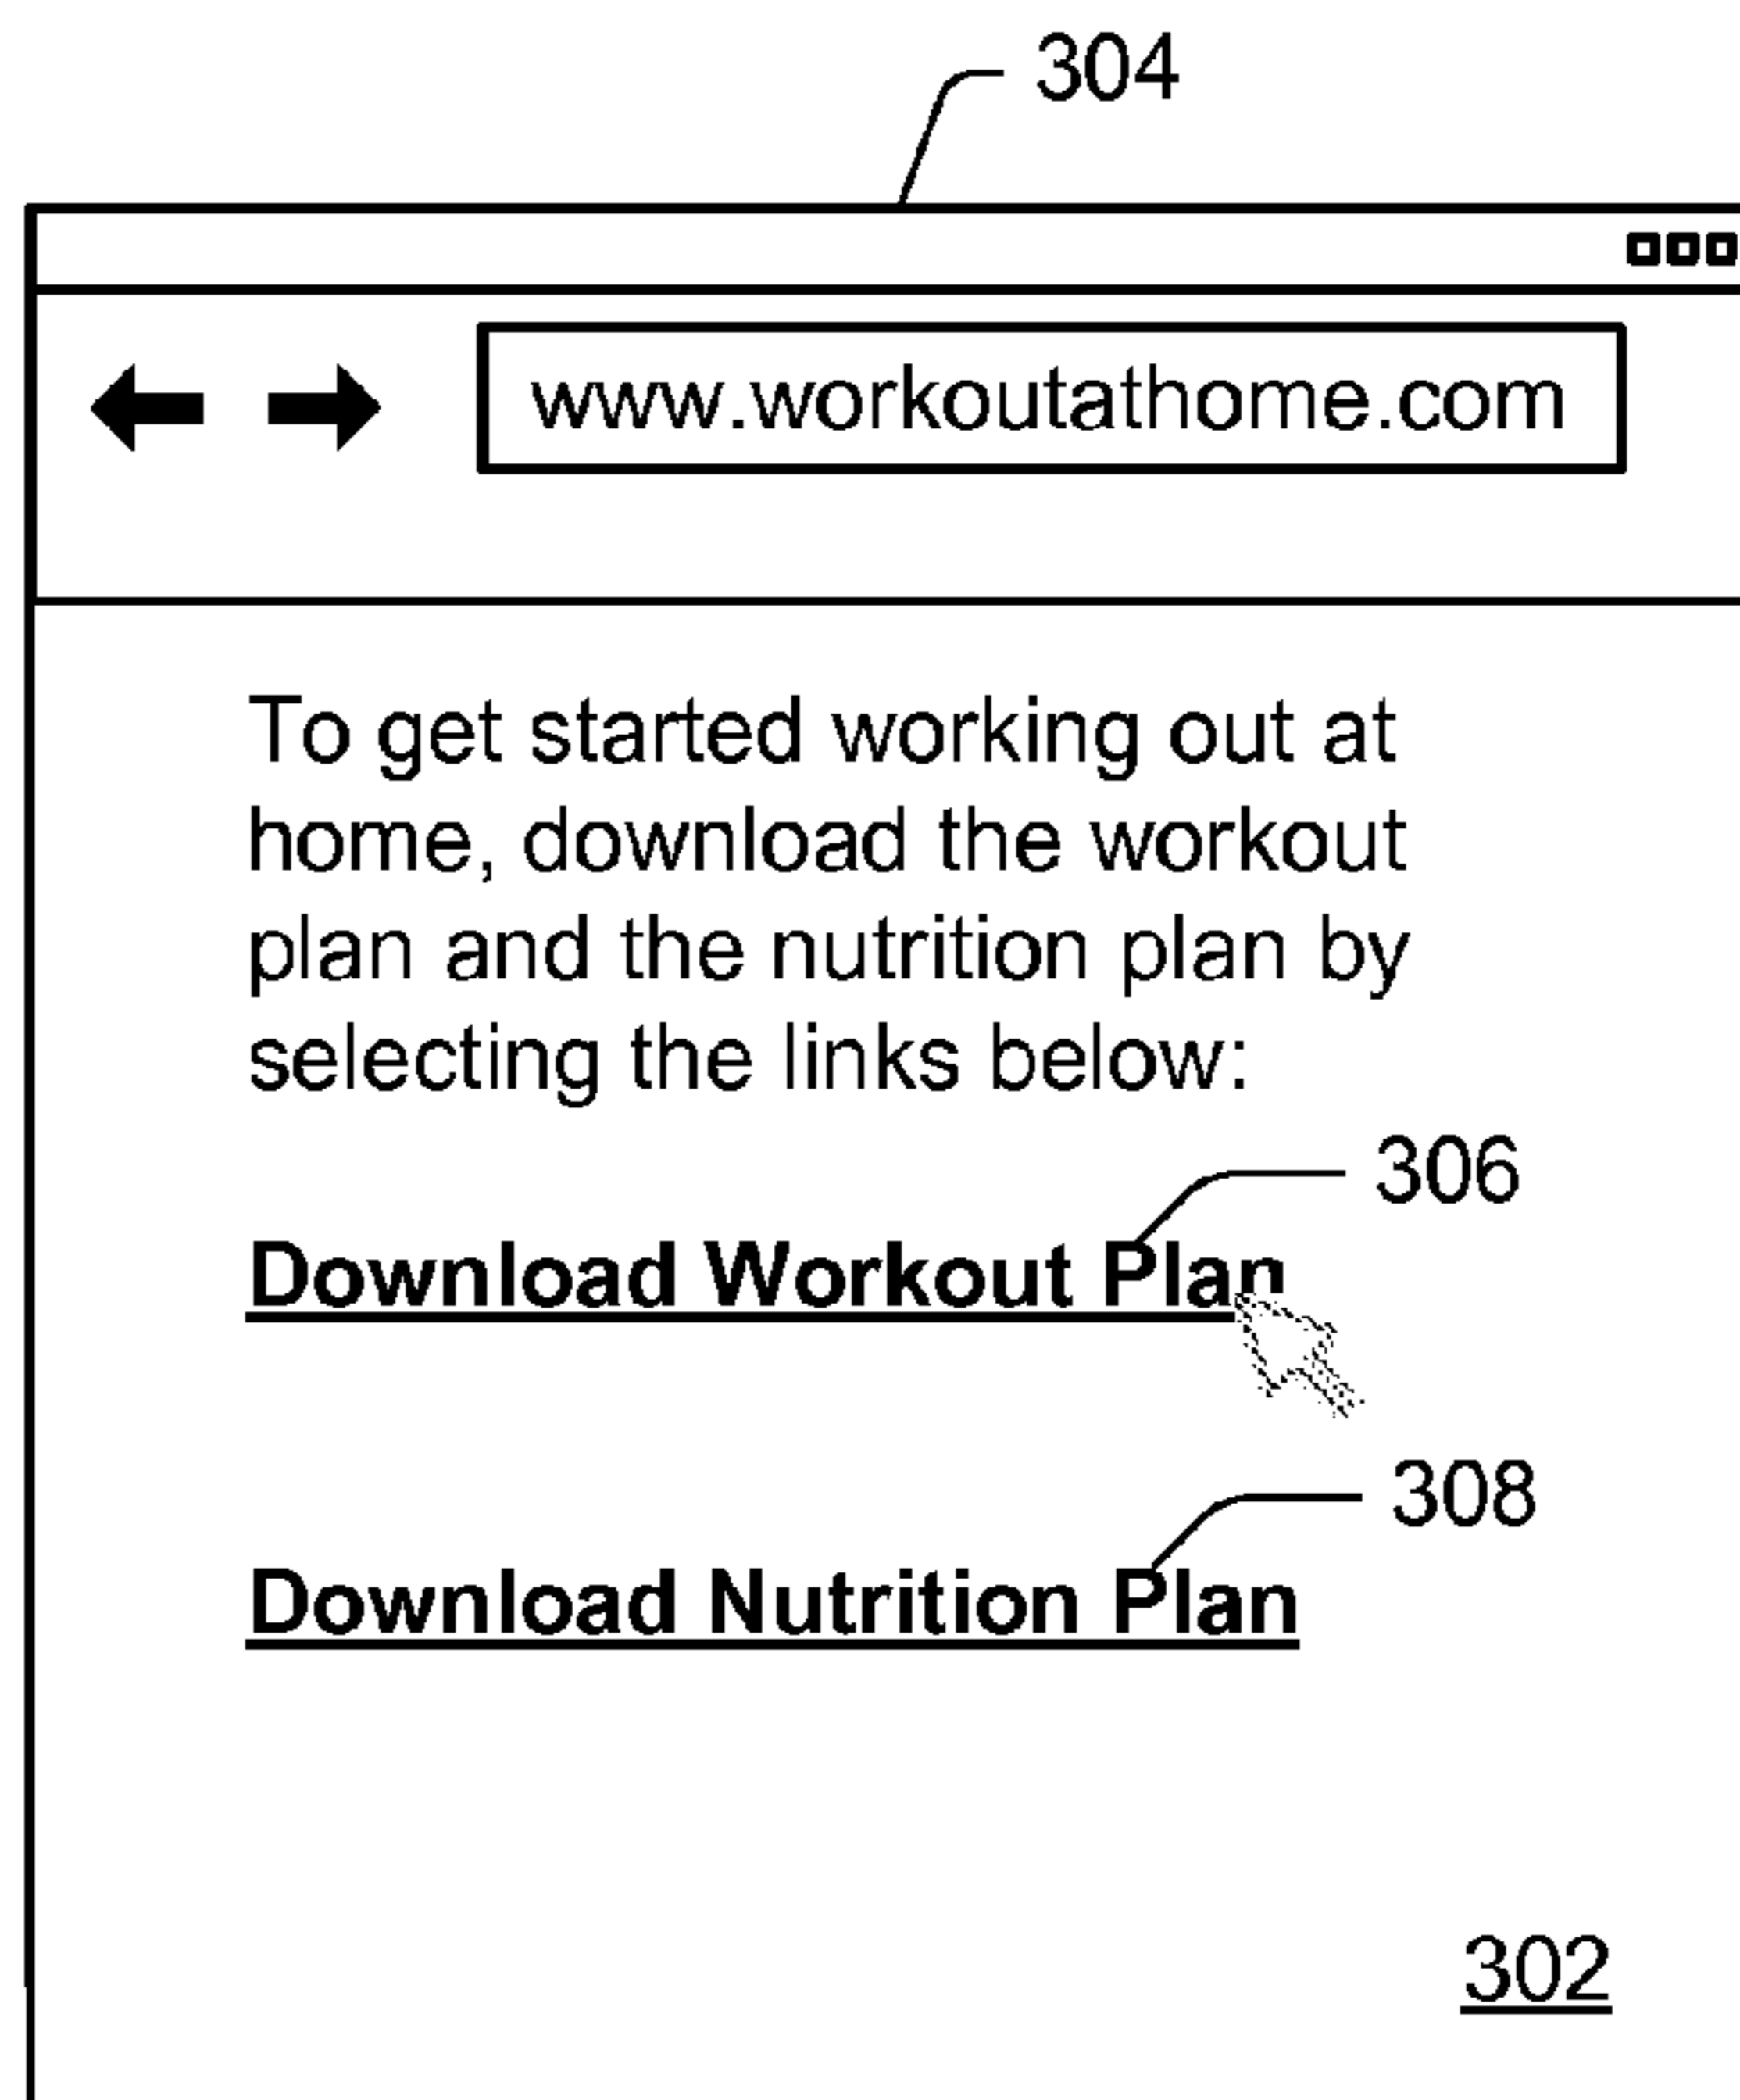 304
www.workoutathome.com
To get started working out at
home, download the workout
plan and the nutrition plan by
selecting the links below:
306
Download Workout Plan
308
Download Nutrition Plan
302